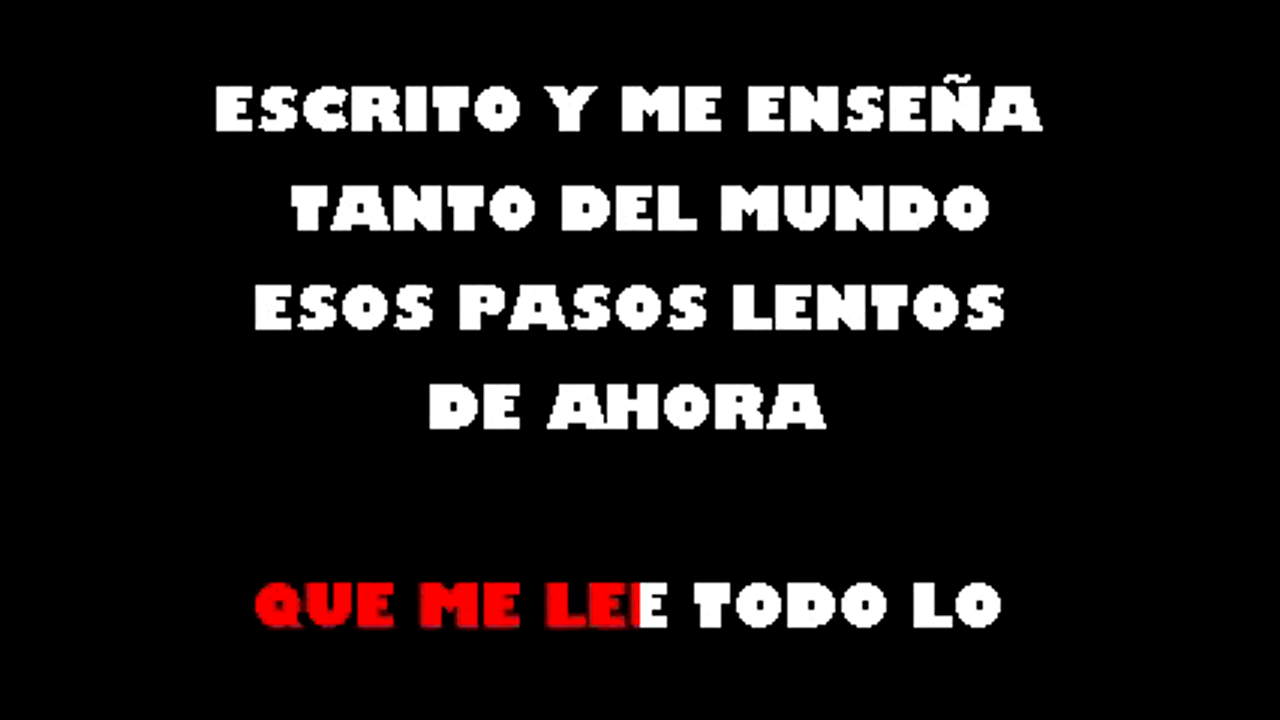 ESCRITO Y ME ENSEÑA
TANTO DEL MUNDO
ESOS PASOS LENTOS
DE AHORA
QUE ME LEE TODO LO